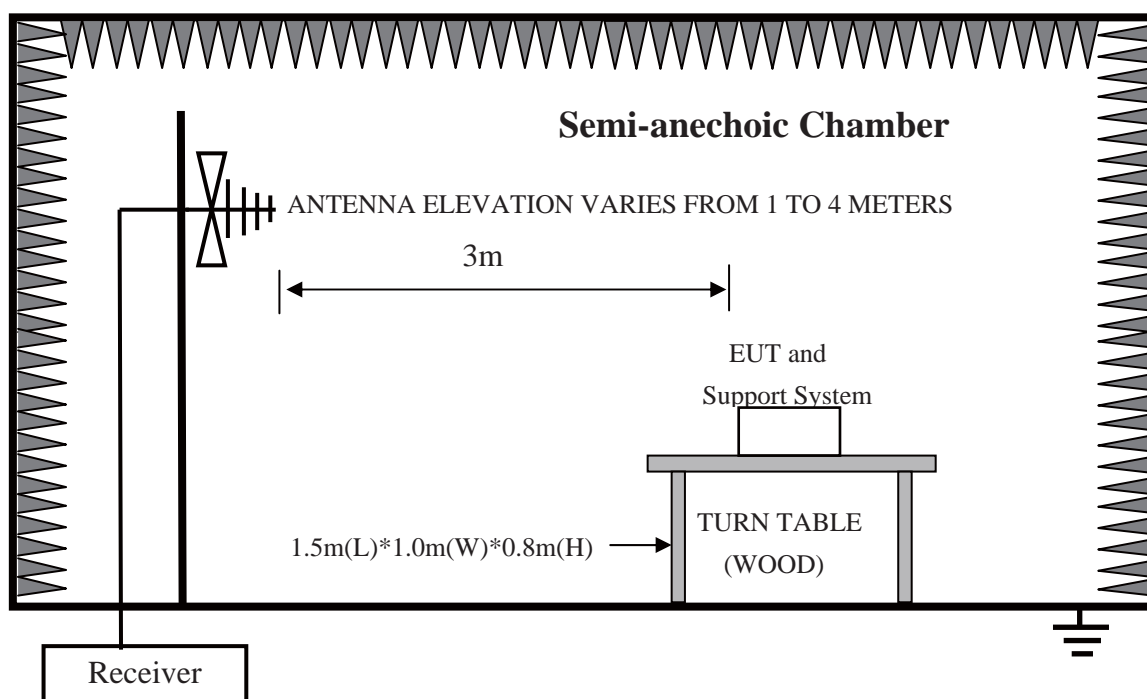 Semi-anechoic Chamber
ANTENNA ELEVATION VARIES FROM 1 TO 4 METERS
3m
EUT and
Support System
TURN TABLE
1.5m(L)*1.0m(W)*0.8m(H)
(WOOD)
Receiver